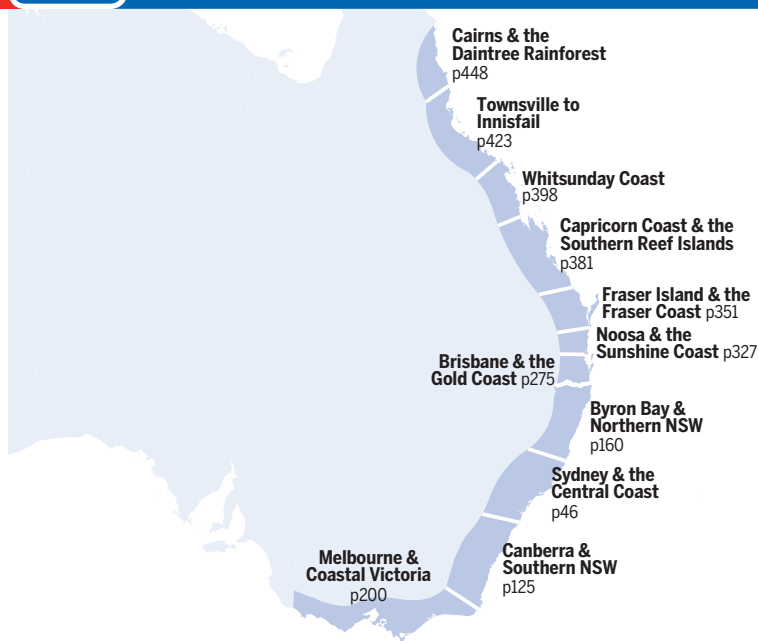 Cairns & the
Daintree Rainforest
p448
Townsville to
Innisfail
p423
Whitsunday Coast
p398
Capricorn Coast & the
Southern Reef Islands
p381
Fraser Island & the
Fraser Coast p351
Noosa & the
Sunshine Coast p327
Brisbane & the
Gold Coast p275
Byron Bay &
Northern NSW
p160
Sydney & the
Central Coast
p46
Canberra &
Southern NSW
p125
Melbourne &
Coastal Victoria
p200